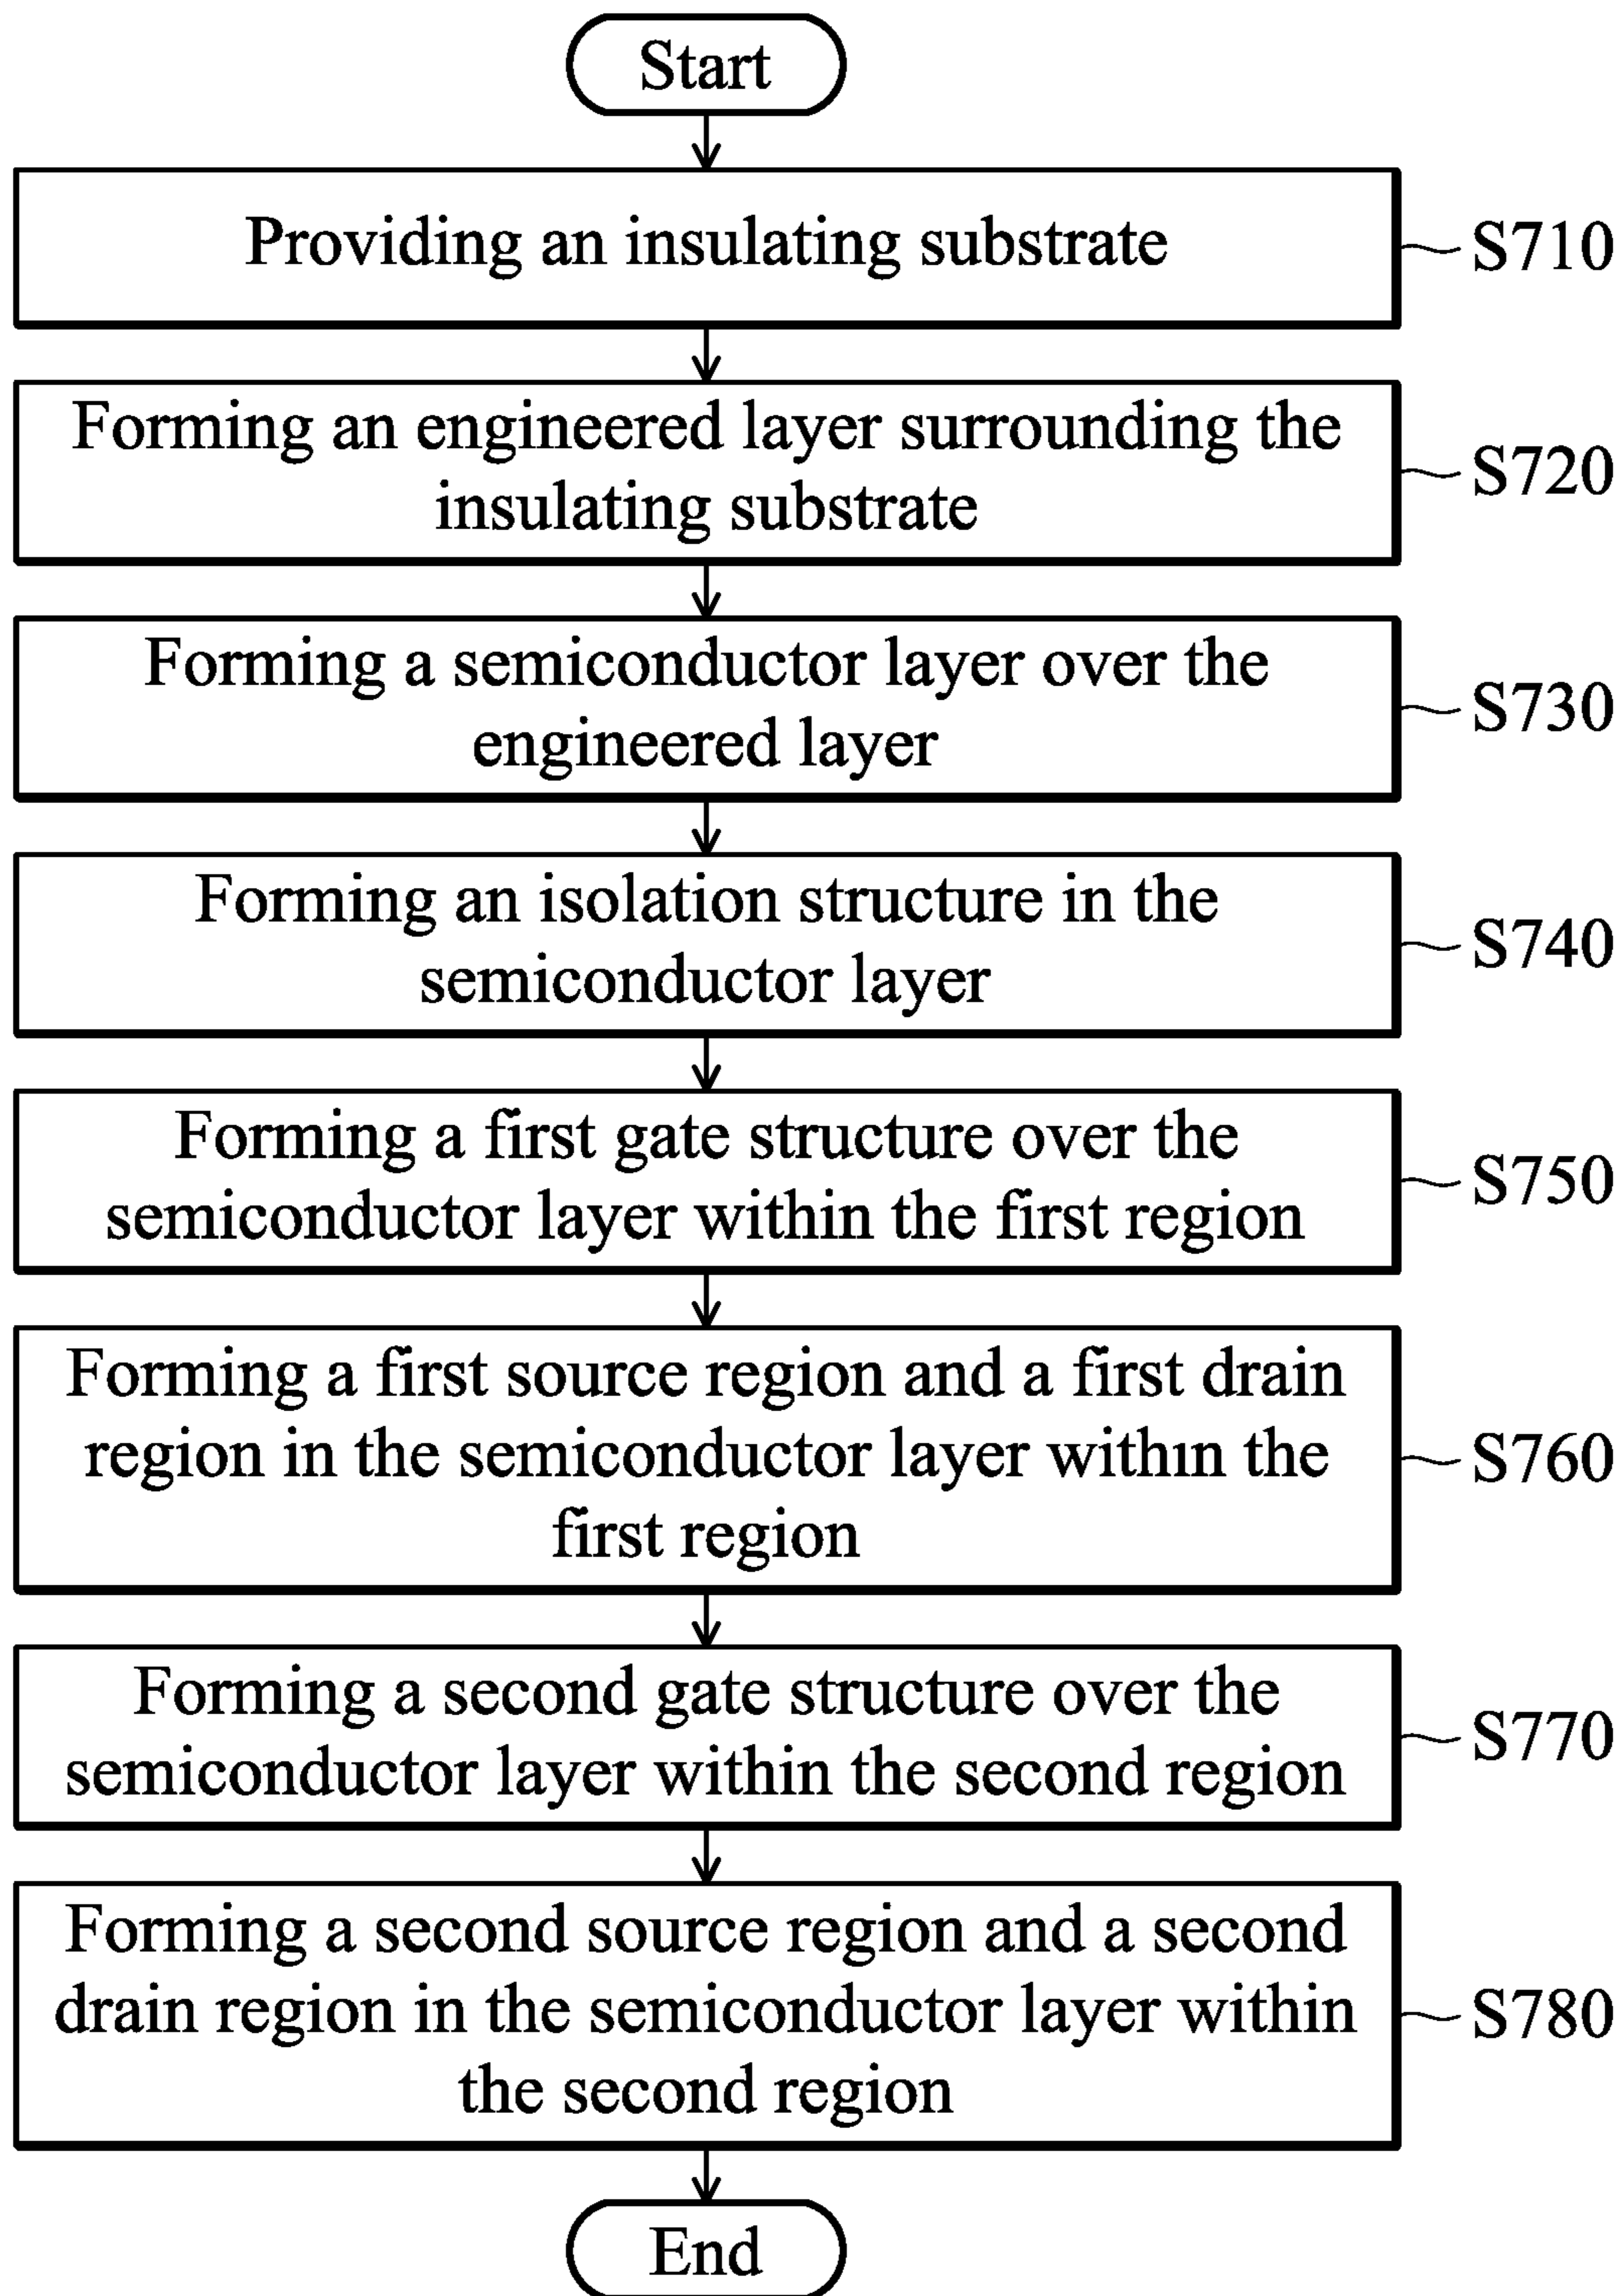 Start
Providing an insulating substrate
S710
Forming an engineered layer surrounding the
insulating substrate
S720
Forming a semiconductor layer over the
engineered layer
S730
Forming an isolation structure in the
semiconductor layer
S740
Forming a first gate structure over the
semiconductor layer within the first region
S750
Forming a first source region and a first drain
region in the semiconductor layer within the
first region
S760
Forming a second gate structure over the
semiconductor layer within the second region
S770
Forming a second source region and a second
drain region in the semiconductor layer within
the second region
S780
End